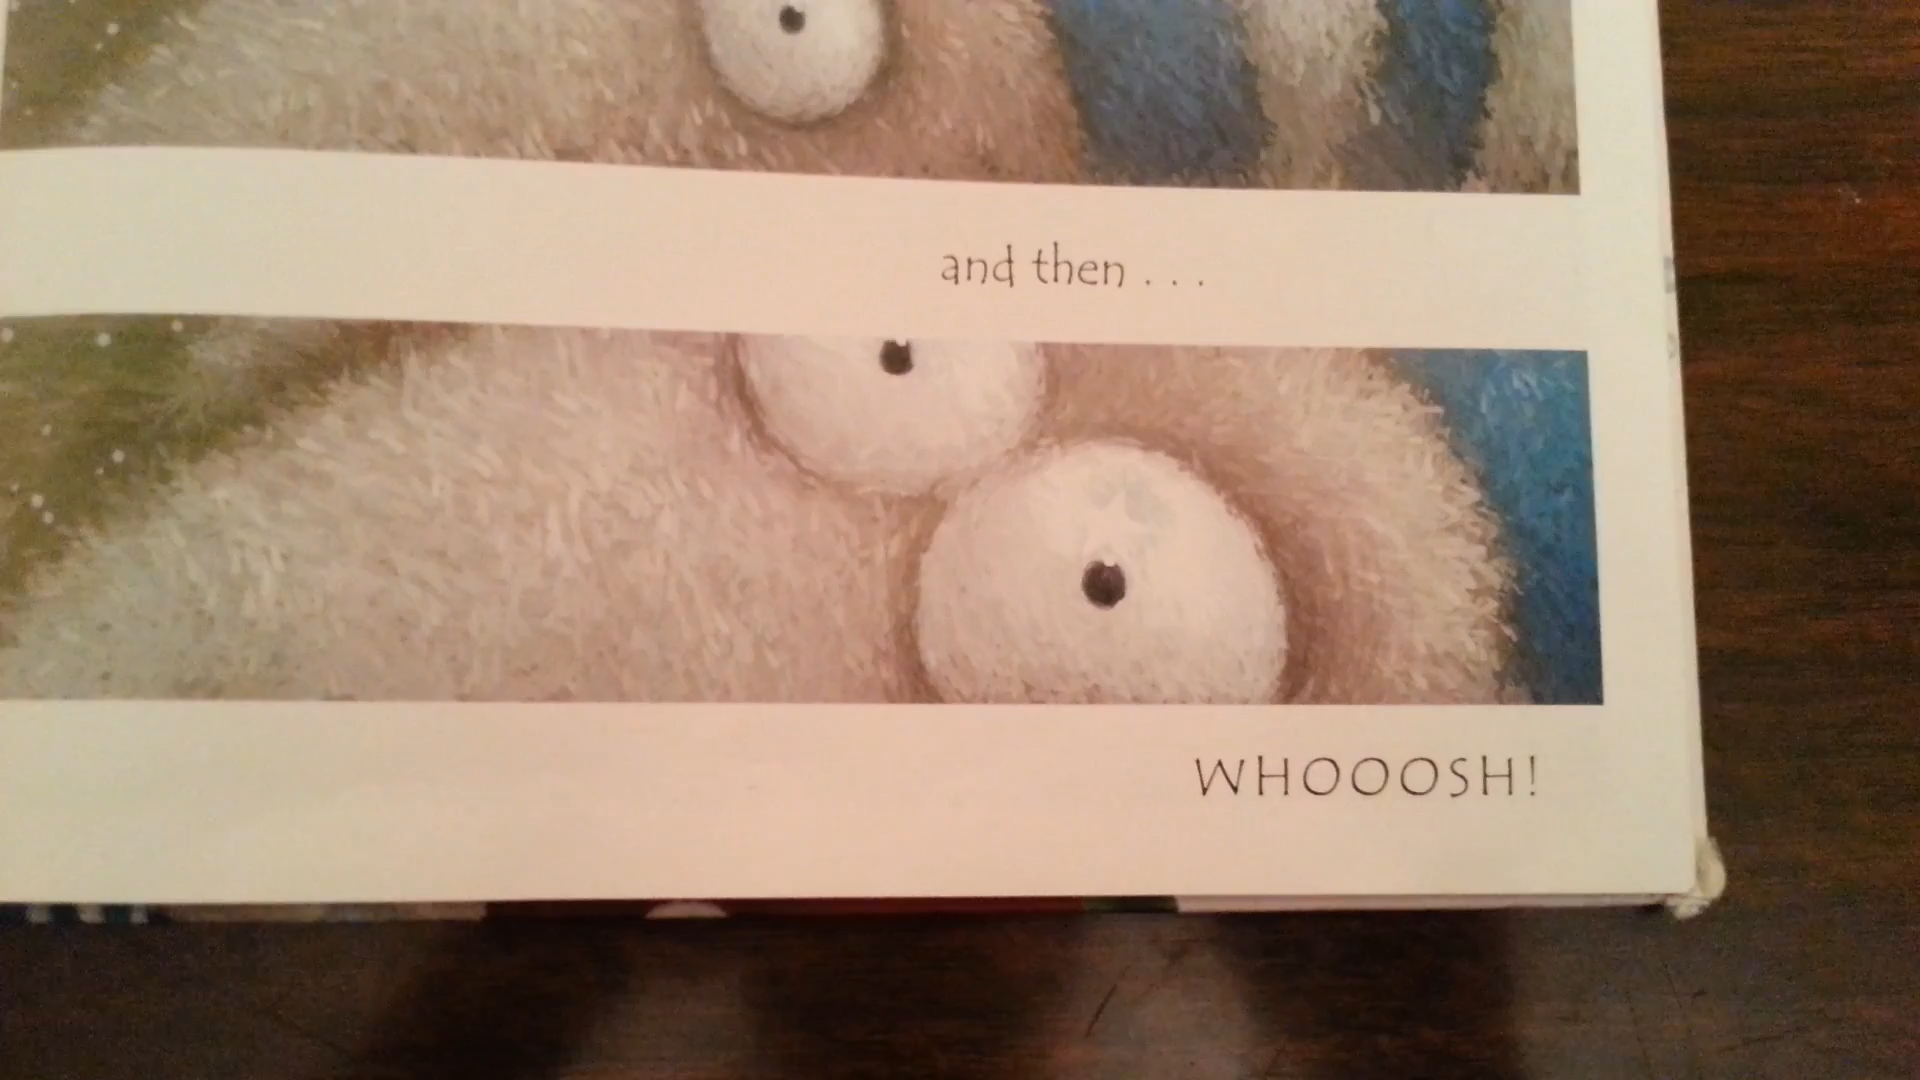 and then . . .
WHOOOSH!